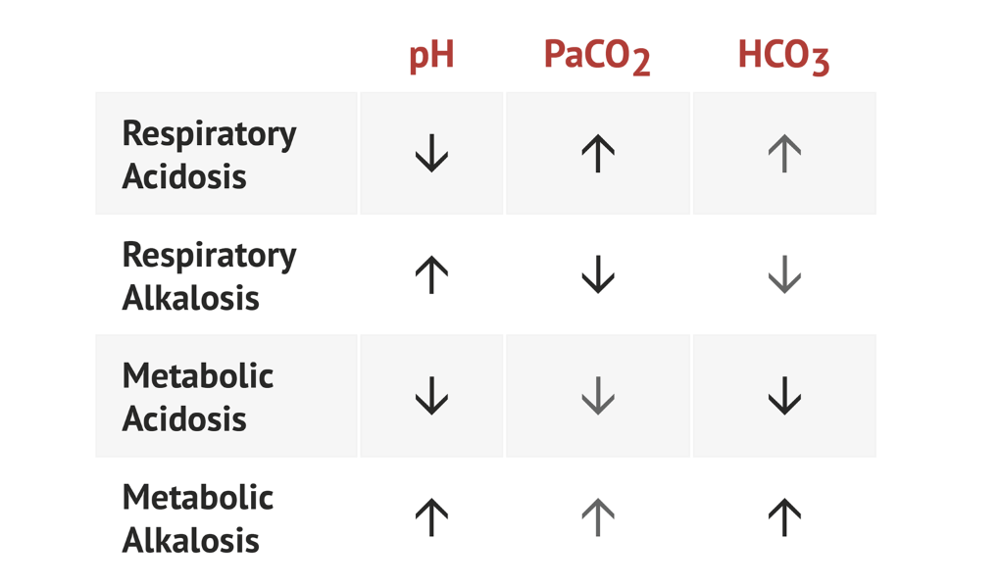 pH PaCO2 HCO3
Respiratory
Acidosis ↓ ↑ ↑
Respiratory
Alkalosis ↑ ↓ ↓
Metabolic
Acidosis ↓ ↓ ↓
Metabolic
Alkalosis ↑ ↑ ↑